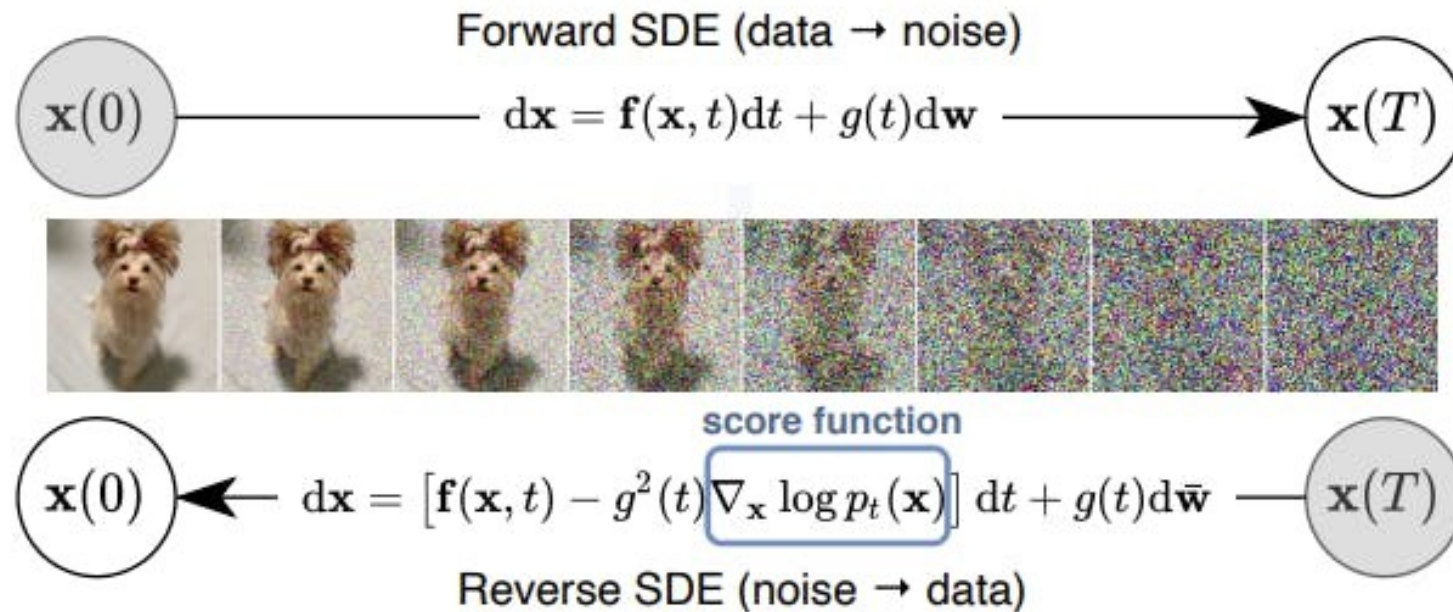 Forward SDE (data → noise)
x(0) dx = f(x, t)dt + g(t)dw x(T)
score function
x(0) dx = [f(x, t) − g²(t)∇ₓ log pₜ(x)] dt + g(t)dw̄ x(T)
Reverse SDE (noise → data)